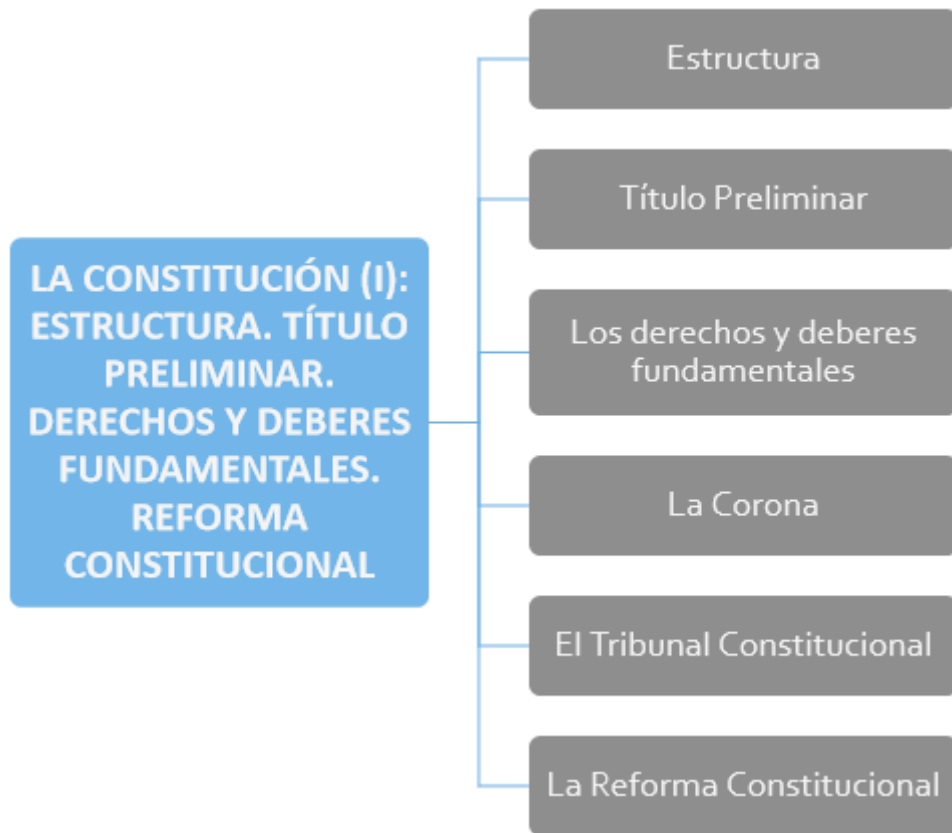 LA CONSTITUCIÓN (I):
ESTRUCTURA. TÍTULO
PRELIMINAR.
DERECHOS Y DEBERES
FUNDAMENTALES.
REFORMA
CONSTITUCIONAL
Estructura
Título Preliminar
Los derechos y deberes
fundamentales
La Corona
El Tribunal Constitucional
La Reforma Constitucional